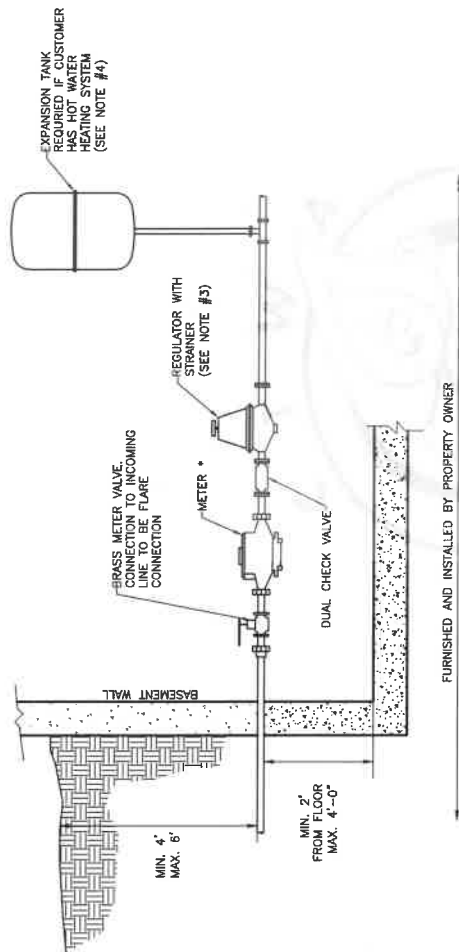 EXPANSION TANK
REQURIED IF CUSTOMER
HAS HOT WATER
HEATING SYSTEM
(SEE NOTE #4)
REGULATOR WITH
STRAINER
(SEE NOTE #3)
METER *
BRASS METER VALVE,
CONNECTION TO INCOMING
LINE TO BE FLARE
CONNECTION
DUAL CHECK VALVE
BASEMENT WALL
MIN. 4'
MAX. 6'
MIN. 2'
FROM FLOOR
MAX. 4'-0"
FURNISHED AND INSTALLED BY PROPERTY OWNER